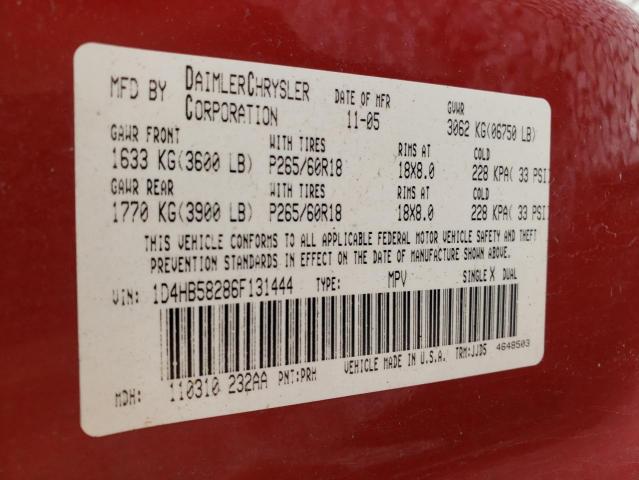 MFD BY DAIMLERCHRYSLER CORPORATION DATE OF MFR 11-05 GVWR 3062 KG(06750 LB)
GAWR FRONT WITH TIRES RIMS AT COLD
1633 KG(3600 LB) P265/60R18 18X8.0 228 KPA( 33 PSI)
GAWR REAR WITH TIRES RIMS AT COLD
1770 KG(3900 LB) P265/60R18 18X8.0 228 KPA( 33 PSI)
THIS VEHICLE CONFORMS TO ALL APPLICABLE FEDERAL MOTOR VEHICLE SAFETY AND THEFT
PREVENTION STANDARDS IN EFFECT ON THE DATE OF MANUFACTURE SHOWN ABOVE.
VIN: 1D4HB58286F131444 TYPE: MPV SINGLE X DUAL
MDH: 110310 232AA PNT:PRH VEHICLE MADE IN U.S.A. TRM:JJD5 4648503